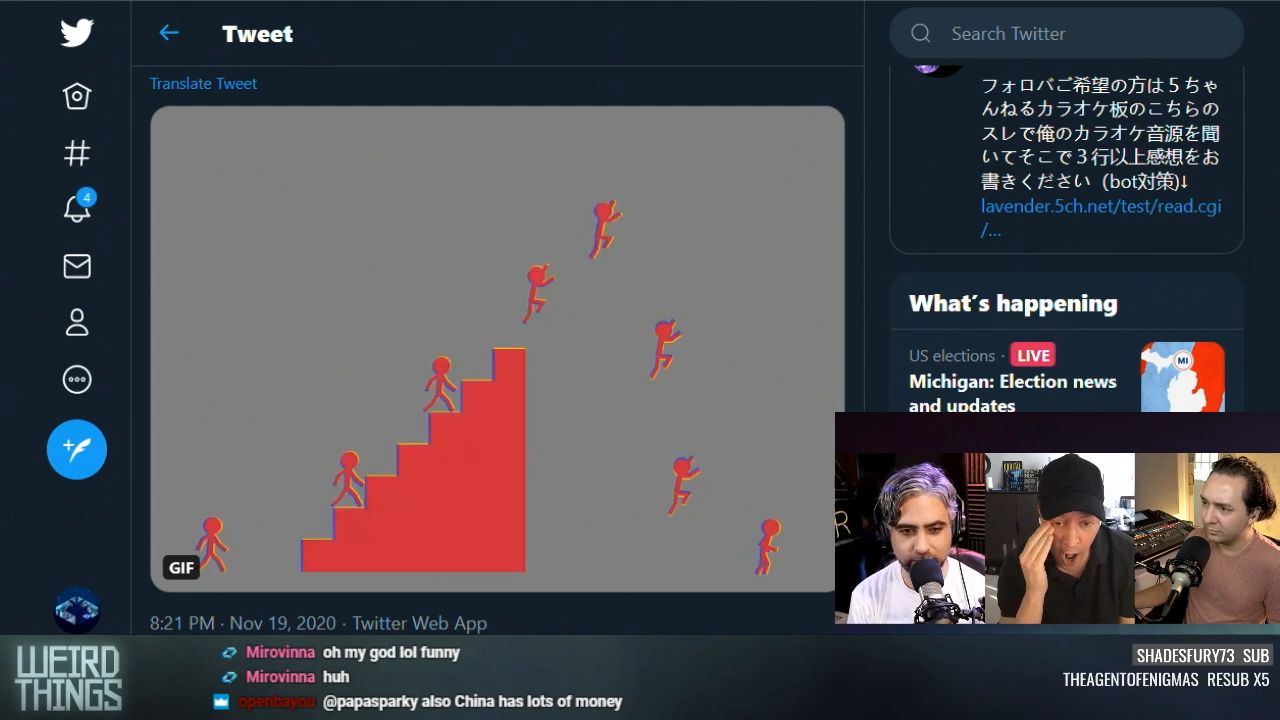 Tweet
Search Twitter
Translate Tweet
フォロバご希望の方は５ちゃ
んねるカラオケ板のこちらの
スレで俺のカラオケ音源を聞
いてそこで３行以上感想をお
書きください（bot対策)↓
lavender.5ch.net/test/read.cgi
/...
4
What's happening
US elections · LIVE
Michigan: Election news
and updates
MI
GIF
8:21 PM · Nov 19, 2020 · Twitter Web App
WEIRD
THINGS
Mirovinna oh my god lol funny
Mirovinna huh
openbayou @papasparky also China has lots of money
SHADESFURY73 SUB
THEAGENTOFENIGMAS RESUB X5